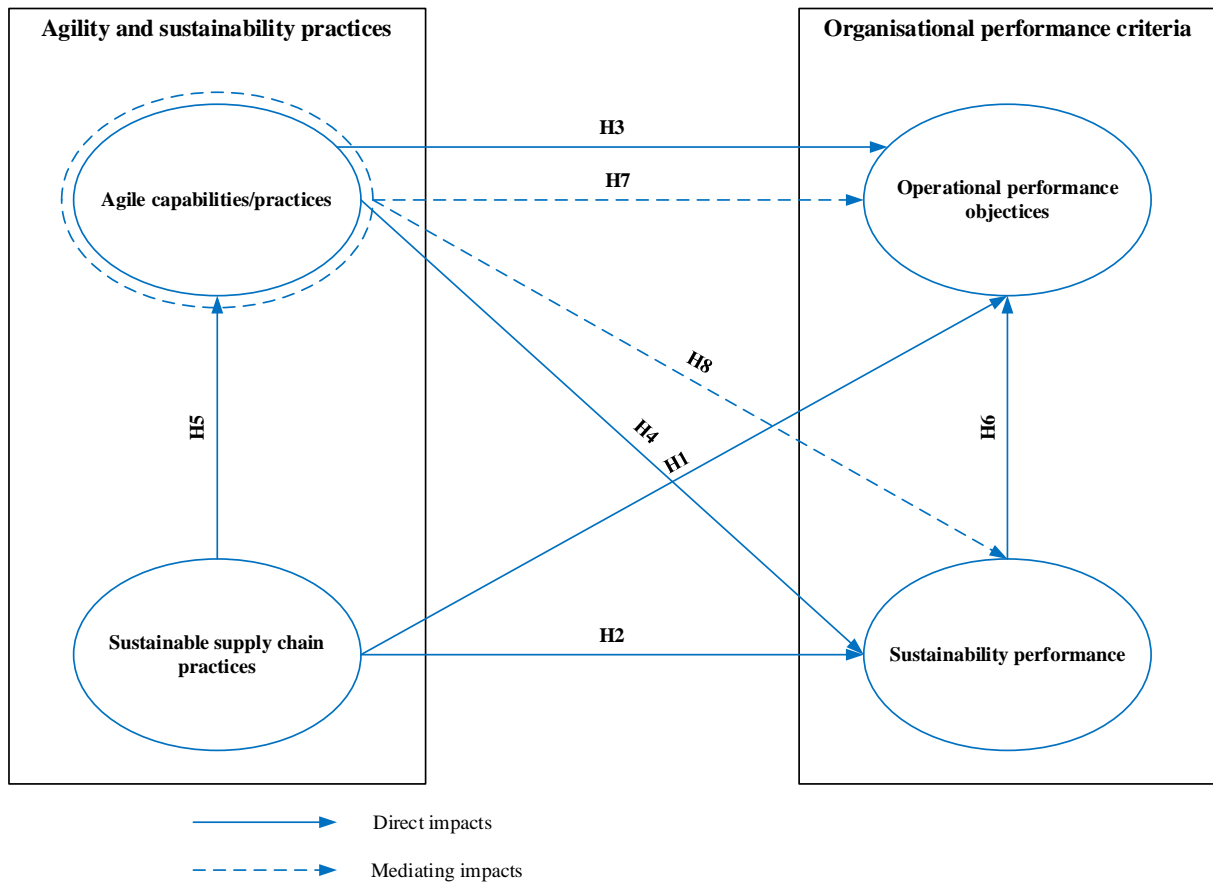 Agility and sustainability practices
Organisational performance criteria
H3
Agile capabilities/practices
H7
Operational performance
objectices
H8
H5
H4
H1
H6
Sustainable supply chain
practices
H2
Sustainability performance
Direct impacts
Mediating impacts